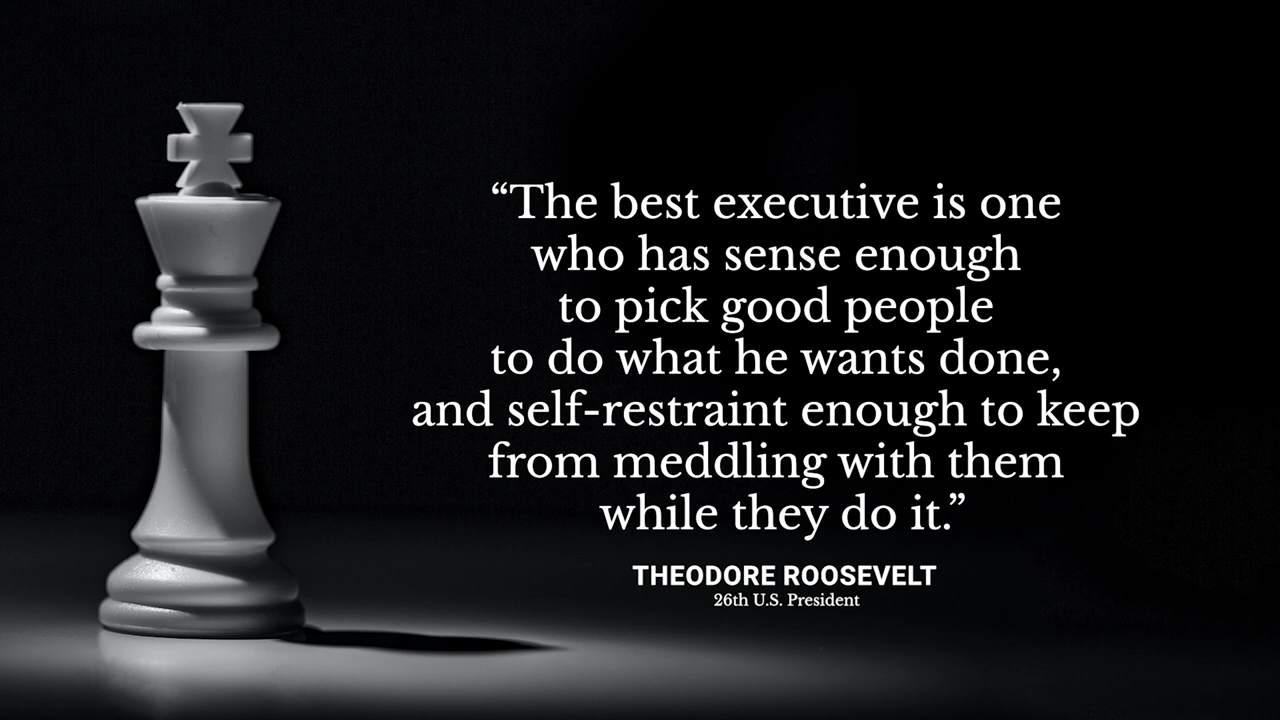 “The best executive is one
who has sense enough
to pick good people
to do what he wants done,
and self-restraint enough to keep
from meddling with them
while they do it.”
THEODORE ROOSEVELT
26th U.S. President